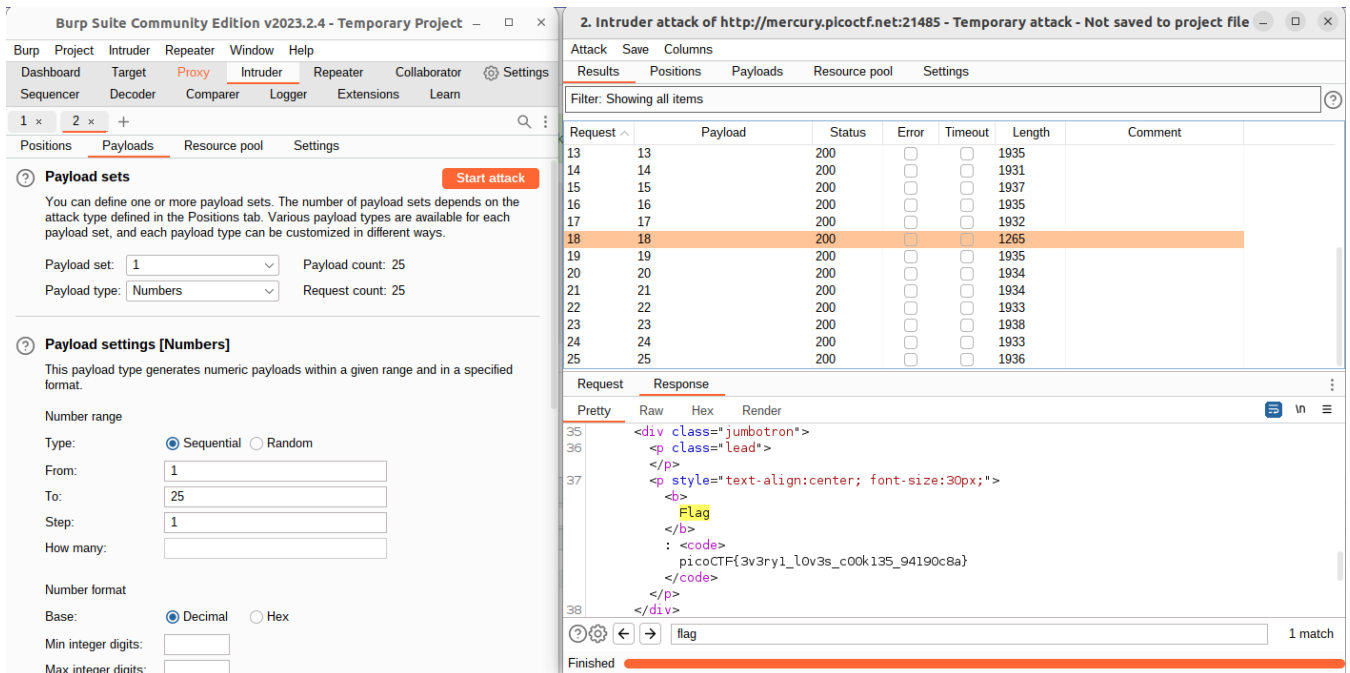 Burp Suite Community Edition v2023.2.4 - Temporary Project
Burp Project Intruder Repeater Window Help
Dashboard Target Proxy Intruder Repeater Collaborator Settings
Sequencer Decoder Comparer Logger Extensions Learn
1 × 2 × +
Positions Payloads Resource pool Settings
? Payload sets Start attack
You can define one or more payload sets. The number of payload sets depends on the
attack type defined in the Positions tab. Various payload types are available for each
payload set, and each payload type can be customized in different ways.
Payload set: 1 Payload count: 25
Payload type: Numbers Request count: 25
? Payload settings [Numbers]
This payload type generates numeric payloads within a given range and in a specified
format.
Number range
Type: Sequential Random
From: 1
To: 25
Step: 1
How many:
Number format
Base: Decimal Hex
Min integer digits:
Max integer digits:
2. Intruder attack of http://mercury.picoctf.net:21485 - Temporary attack - Not saved to project file
Attack Save Columns
Results Positions Payloads Resource pool Settings
Filter: Showing all items ?
Request Payload Status Error Timeout Length Comment
13 13 200 1935
14 14 200 1931
15 15 200 1937
16 16 200 1935
17 17 200 1932
18 18 200 1265
19 19 200 1935
20 20 200 1934
21 21 200 1934
22 22 200 1933
23 23 200 1938
24 24 200 1933
25 25 200 1936
Request Response
Pretty Raw Hex Render \n
35 <div class="jumbotron">
36 <p class="lead">
</p>
37 <p style="text-align:center; font-size:30px;">
<b>
Flag
</b>
: <code>
picoCTF{3v3ry1_l0v3s_c00k135_94190c8a}
</code>
</p>
38 </div>
? flag 1 match
Finished